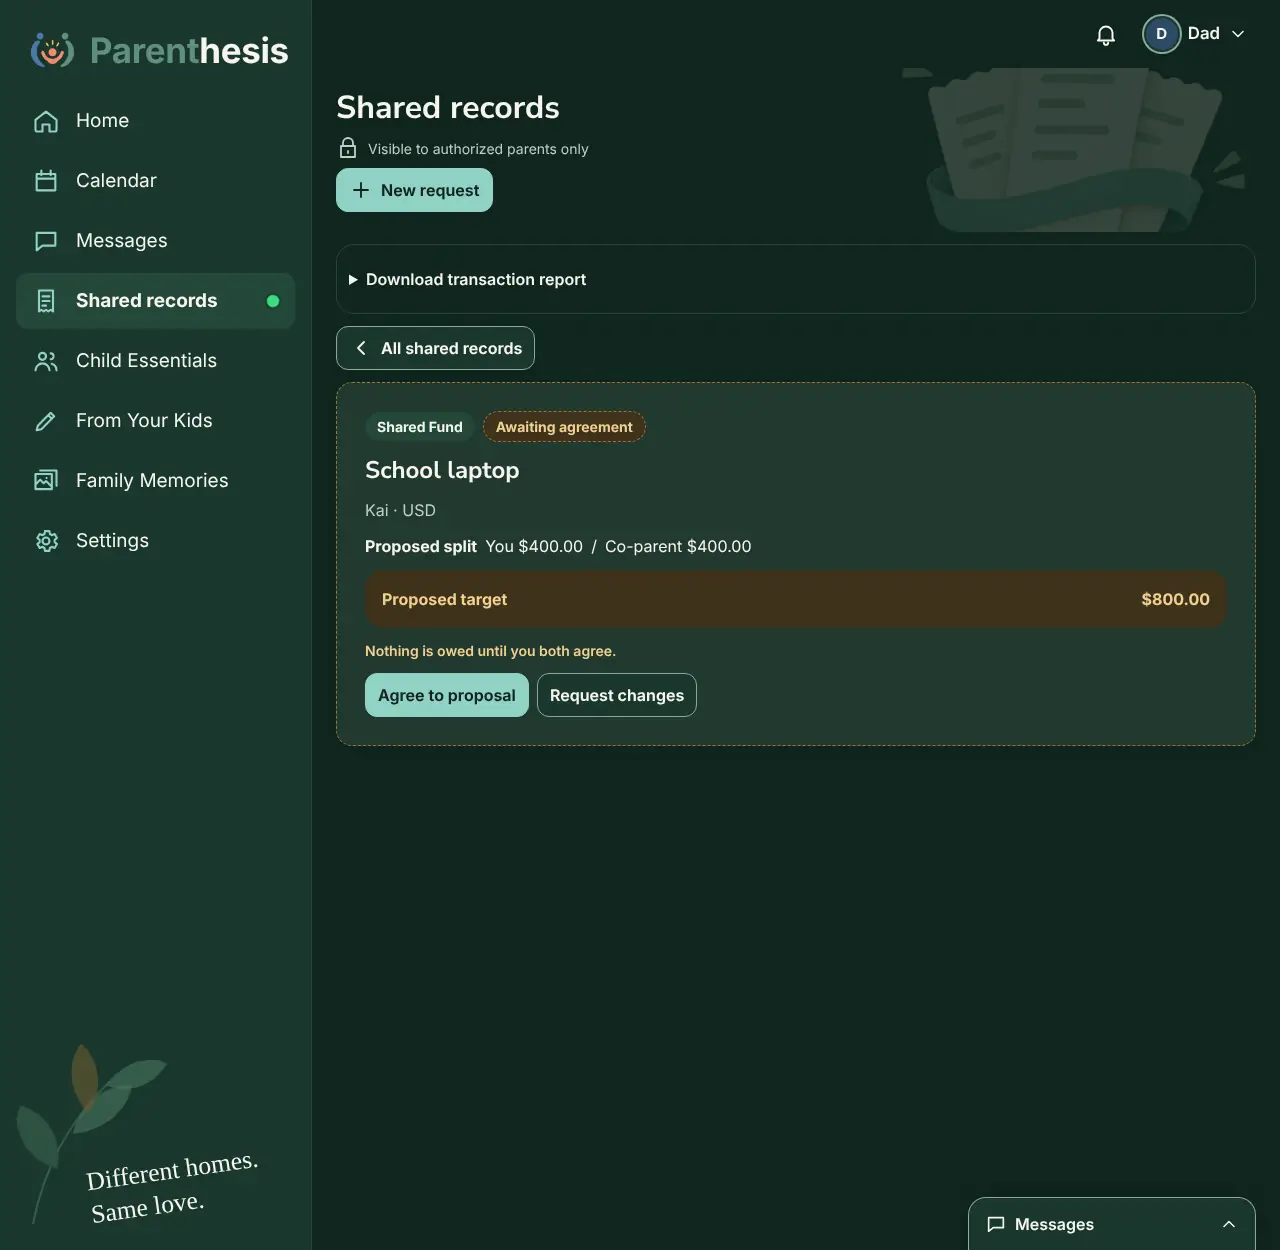 Parenthesis
Home
Calendar
Messages
Shared records
Child Essentials
From Your Kids
Family Memories
Settings
Different homes.
Same love.
D Dad
Shared records
Visible to authorized parents only
New request
Download transaction report
All shared records
Shared Fund Awaiting agreement
School laptop
Kai · USD
Proposed split You $400.00 / Co-parent $400.00
Proposed target $800.00
Nothing is owed until you both agree.
Agree to proposal Request changes
Messages